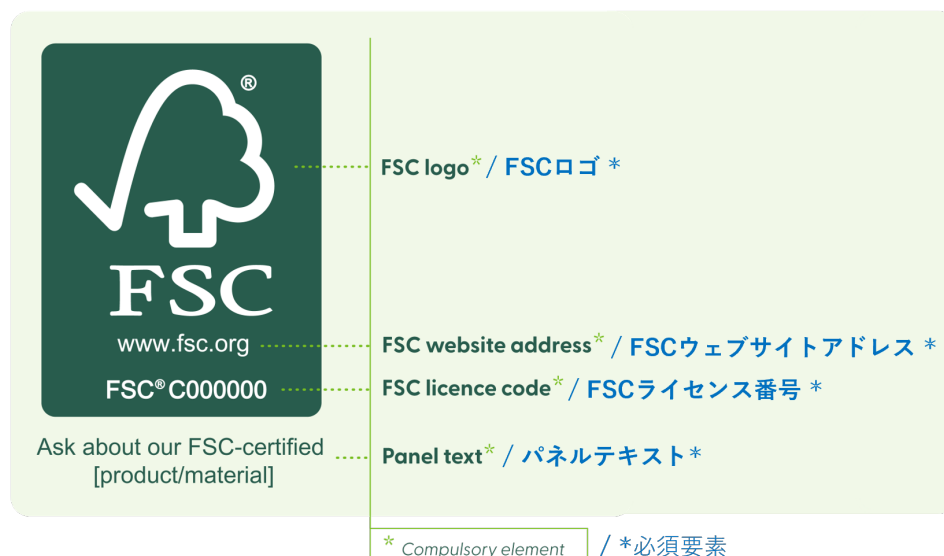 ®
FSC
www.fsc.org
FSC® C000000
Ask about our FSC-certified
[product/material]
FSC logo* / FSCロゴ *
FSC website address* / FSCウェブサイトアドレス *
FSC licence code* / FSCライセンス番号 *
Panel text* / パネルテキスト*
* Compulsory element / *必須要素